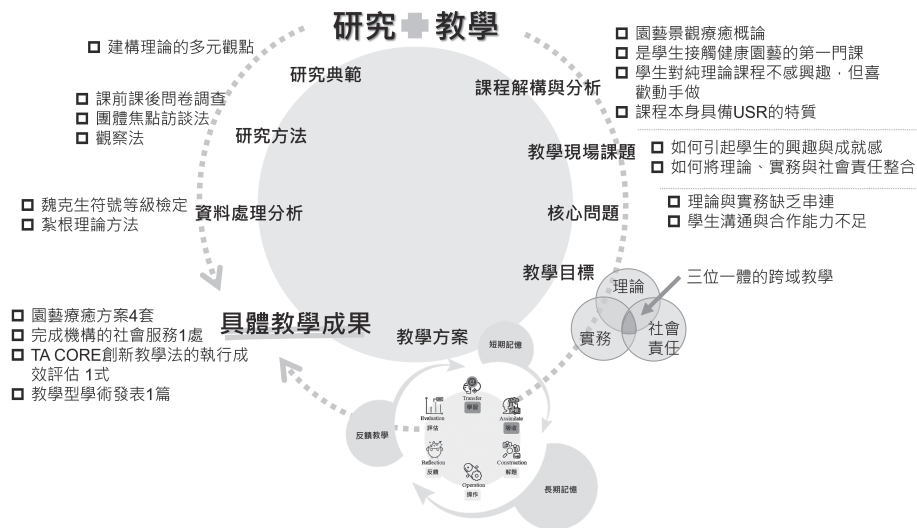 研究 教學
建構理論的多元觀點
研究典範
課前課後問卷調查
團體焦點訪談法
觀察法
研究方法
魏克生符號等級檢定
紮根理論方法
資料處理分析
園藝療癒方案4套
完成機構的社會服務1處
TA CORE創新教學法的執行成
效評估 1式
教學型學術發表1篇
具體教學成果
課程解構與分析
園藝景觀療癒概論
是學生接觸健康園藝的第一門課
學生對純理論課程不感興趣，但喜
歡動手做
課程本身具備USR的特質
教學現場課題
如何引起學生的興趣與成就感
如何將理論、實務與社會責任整合
核心問題
理論與實務缺乏串連
學生溝通與合作能力不足
教學目標
三位一體的跨域教學
理論
實務
社會
責任
教學方案
短期記憶
Transfer
學習
Assimilate
吸收
Construction
解題
Operation
操作
Reflection
反饋
Evaluation
評估
反饋教學
長期記憶